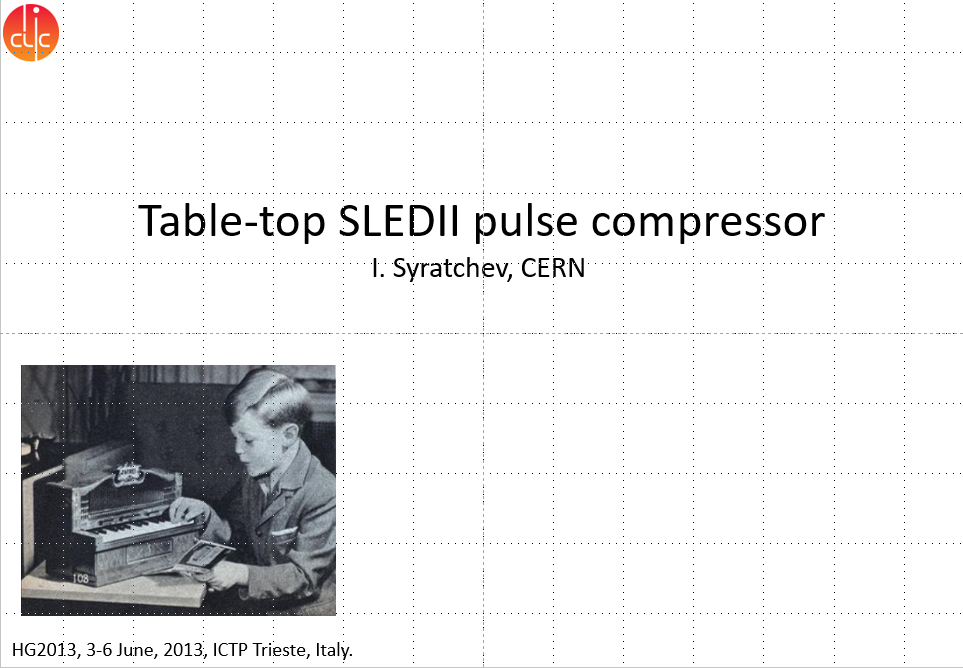 clic
Table-top SLEDII pulse compressor
I. Syratchev, CERN
108
HG2013, 3-6 June, 2013, ICTP Trieste, Italy.